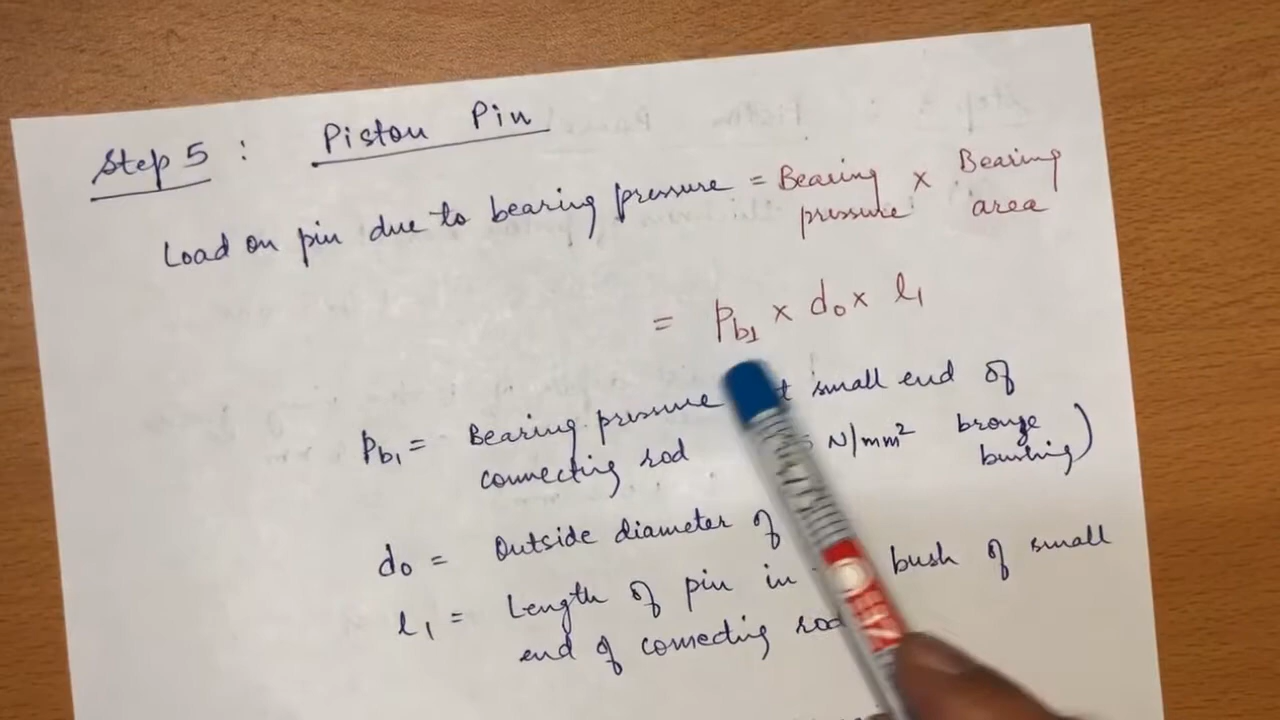 Step 5 : Piston Pin
Load on pin due to bearing pressure = Bearing pressure × Bearing area
= Pb1 × do × l1
Pb1 = Bearing pressure small end of
connecting rod N/mm² bronze bushing)
do = Outside diameter of
l1 = Length of pin in bush of small
end of connecting rod